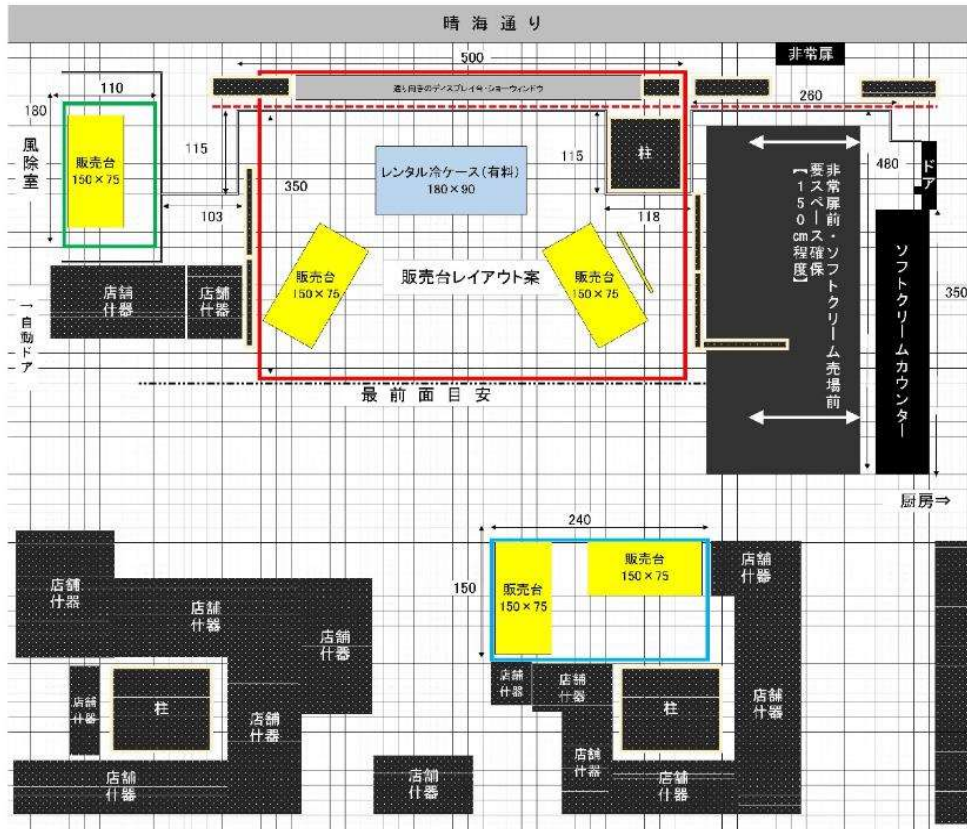 晴海通り
非常扉
500
110
通り向きのディスプレイ台・ショーウィンドウ
260
180
風除室
販売台
150×75
115
レンタル冷ケース(有料)
180×90
115
柱
480
ドア
103
350
118
非常扉前・ソフトクリーム売場前
要スペース確保
【150cm程度】
ソフトクリームカウンター
350
販売台
150×75
販売台レイアウト案
販売台
150×75
店舗
什器
店舗
什器
→自動ドア
最前面目安
厨房⇒
240
150
販売台
150×75
販売台
150×75
店舗
什器
店舗
什器
店舗
什器
店舗
什器
店舗
什器
柱
店舗
什器
店舗
什器
店舗
什器
店舗
什器
柱
店舗
什器
店舗
什器
店舗
什器
店舗
什器
店舗
什器